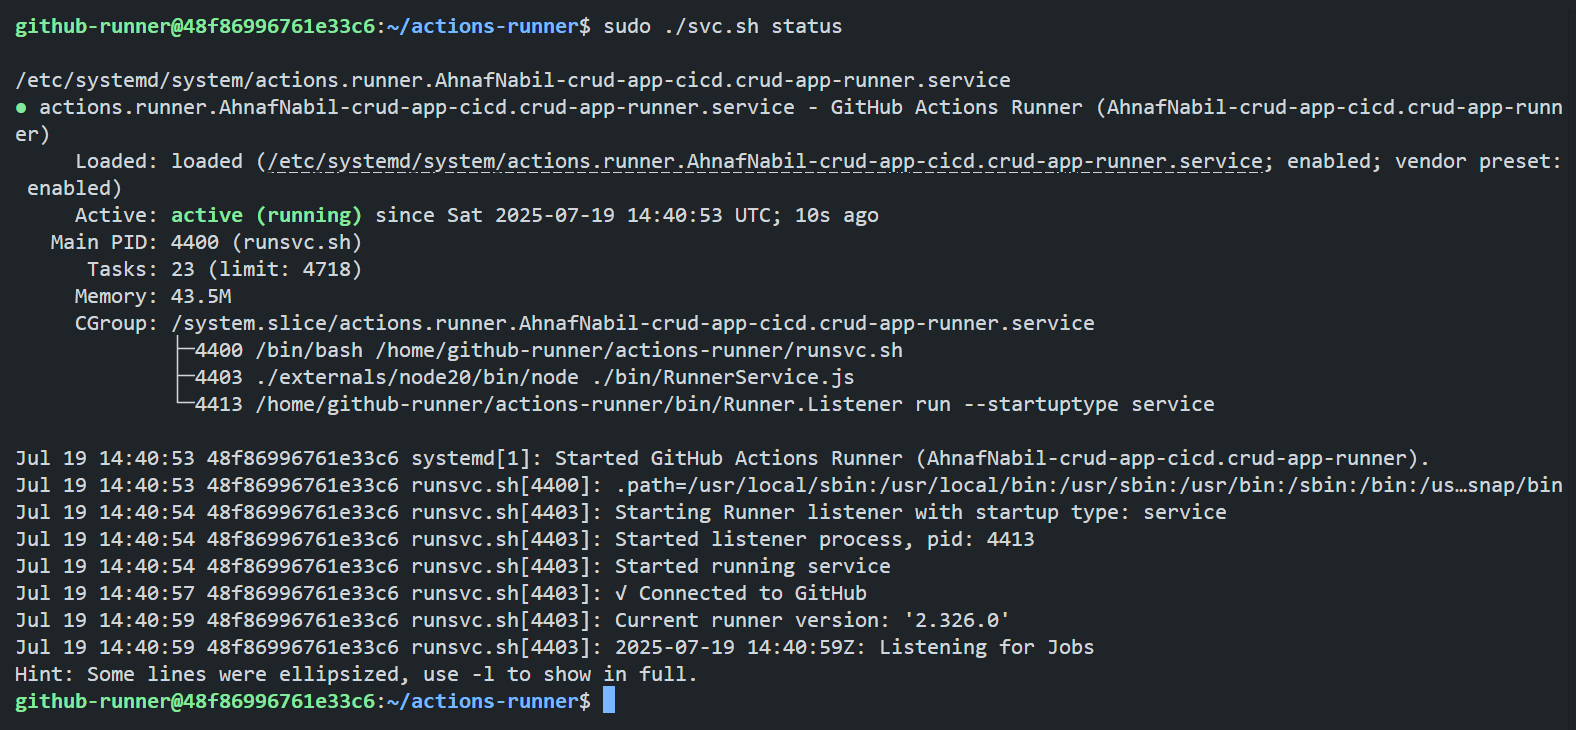 github-runner@48f86996761e33c6:~/actions-runner$ sudo ./svc.sh status

/etc/systemd/system/actions.runner.AhnafNabil-crud-app-cicd.crud-app-runner.service
● actions.runner.AhnafNabil-crud-app-cicd.crud-app-runner.service - GitHub Actions Runner (AhnafNabil-crud-app-cicd.crud-app-runn
er)
     Loaded: loaded (/etc/systemd/system/actions.runner.AhnafNabil-crud-app-cicd.crud-app-runner.service; enabled; vendor preset:
 enabled)
     Active: active (running) since Sat 2025-07-19 14:40:53 UTC; 10s ago
   Main PID: 4400 (runsvc.sh)
      Tasks: 23 (limit: 4718)
     Memory: 43.5M
     CGroup: /system.slice/actions.runner.AhnafNabil-crud-app-cicd.crud-app-runner.service
             ├─4400 /bin/bash /home/github-runner/actions-runner/runsvc.sh
             ├─4403 ./externals/node20/bin/node ./bin/RunnerService.js
             └─4413 /home/github-runner/actions-runner/bin/Runner.Listener run --startuptype service

Jul 19 14:40:53 48f86996761e33c6 systemd[1]: Started GitHub Actions Runner (AhnafNabil-crud-app-cicd.crud-app-runner).
Jul 19 14:40:53 48f86996761e33c6 runsvc.sh[4400]: .path=/usr/local/sbin:/usr/local/bin:/usr/sbin:/usr/bin:/sbin:/bin:/us…snap/bin
Jul 19 14:40:54 48f86996761e33c6 runsvc.sh[4403]: Starting Runner listener with startup type: service
Jul 19 14:40:54 48f86996761e33c6 runsvc.sh[4403]: Started listener process, pid: 4413
Jul 19 14:40:54 48f86996761e33c6 runsvc.sh[4403]: Started running service
Jul 19 14:40:57 48f86996761e33c6 runsvc.sh[4403]: √ Connected to GitHub
Jul 19 14:40:59 48f86996761e33c6 runsvc.sh[4403]: Current runner version: '2.326.0'
Jul 19 14:40:59 48f86996761e33c6 runsvc.sh[4403]: 2025-07-19 14:40:59Z: Listening for Jobs
Hint: Some lines were ellipsized, use -l to show in full.
github-runner@48f86996761e33c6:~/actions-runner$